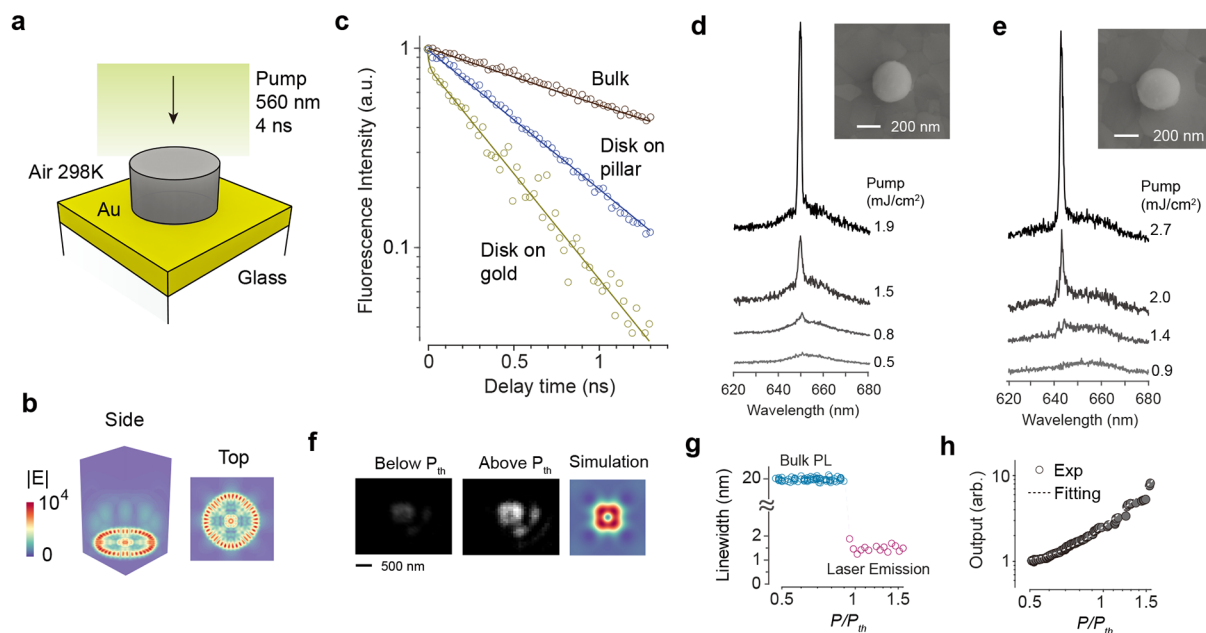 a
Pump
560 nm
4 ns
Air 298K
Au
Glass
b
Side
Top
|E|
10⁴
0
c
Fluorescence Intensity (a.u.)
1
0.1
Bulk
Disk on
pillar
Disk on
gold
0
0.5
1
Delay time (ns)
d
200 nm
Pump
(mJ/cm²)
1.9
1.5
0.8
0.5
620
640
660
680
Wavelength (nm)
e
200 nm
Pump
(mJ/cm²)
2.7
2.0
1.4
0.9
620
640
660
680
Wavelength (nm)
f
Below P_th
Above P_th
Simulation
500 nm
g
Linewidth (nm)
Bulk PL
20
2
1
0
Laser Emission
0.5
1
1.5
P/P_th
h
Output (arb.)
10
1
Exp
Fitting
0.5
1
1.5
P/P_th